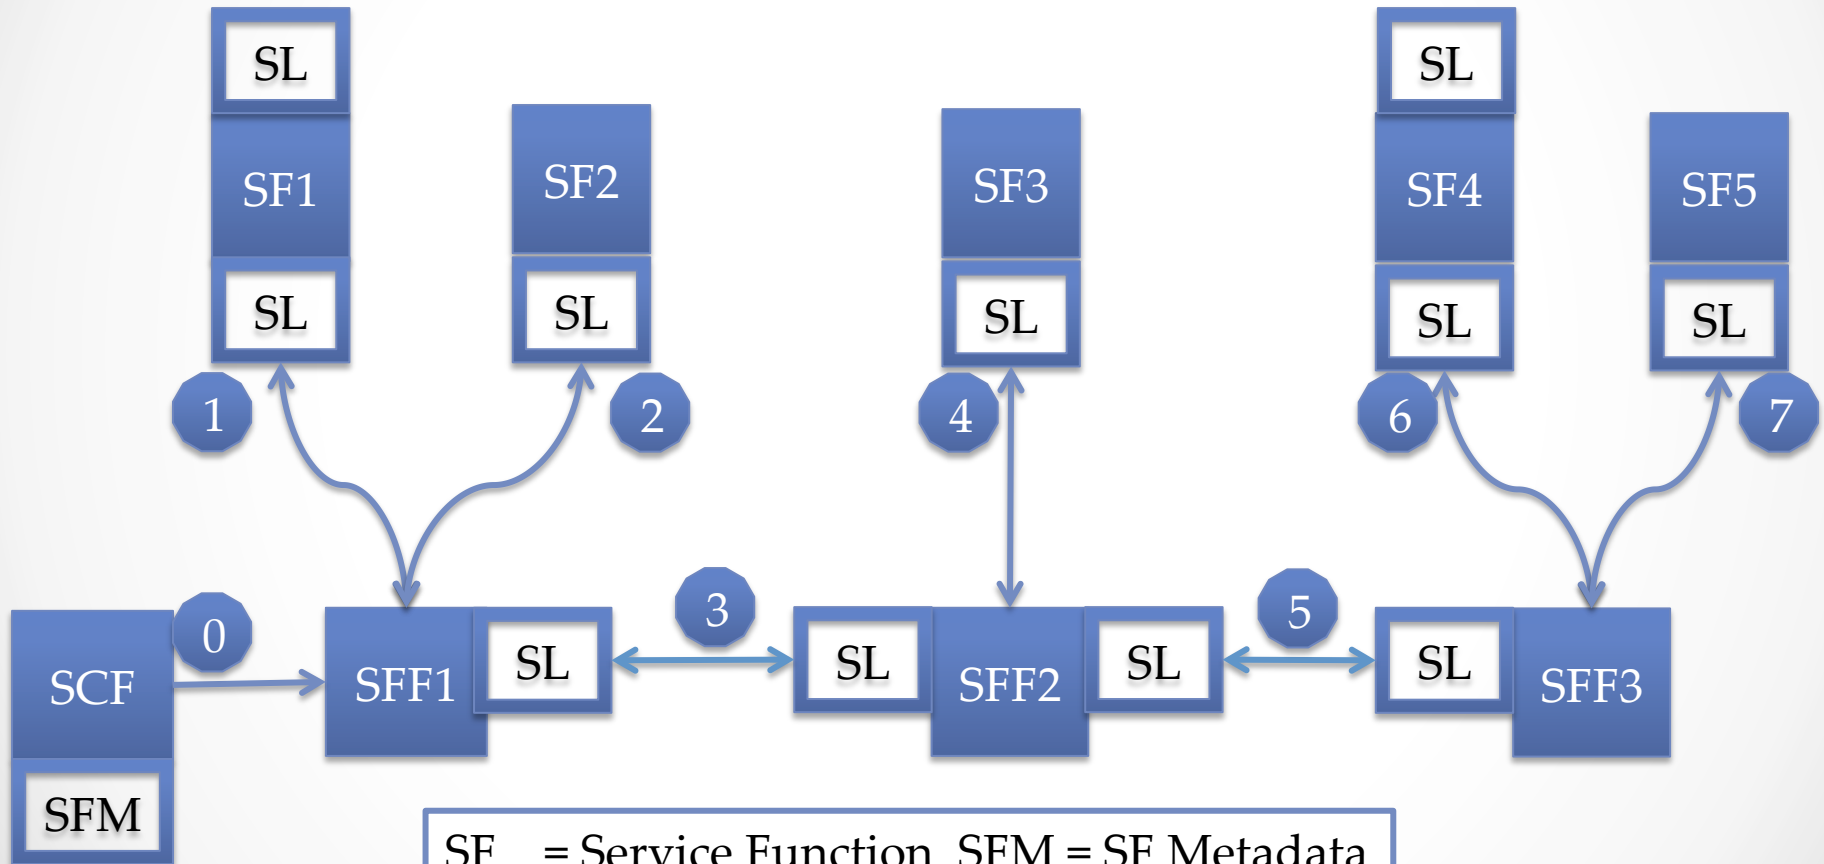 SL
SL
SF1
SF2
SF3
SF4
SF5
SL
SL
SL
SL
SL
1
2
4
6
7
0
3
5
SCF
SFF1
SL
SL
SFF2
SL
SL
SFF3
SFM
SF = Service Function SFM = SF Metadata